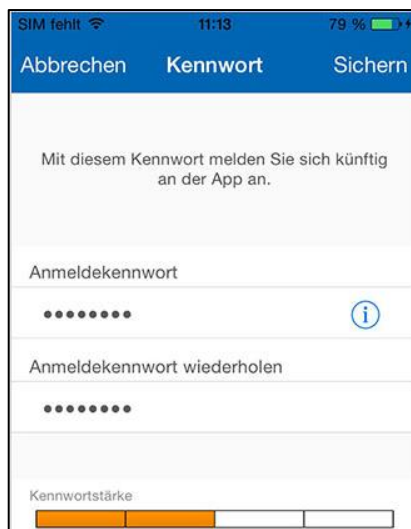 SIM fehlt 11:13 79 %
Abbrechen Kennwort Sichern
Mit diesem Kennwort melden Sie sich künftig
an der App an.
Anmeldekennwort
••••••••
i
Anmeldekennwort wiederholen
••••••••
Kennwortstärke